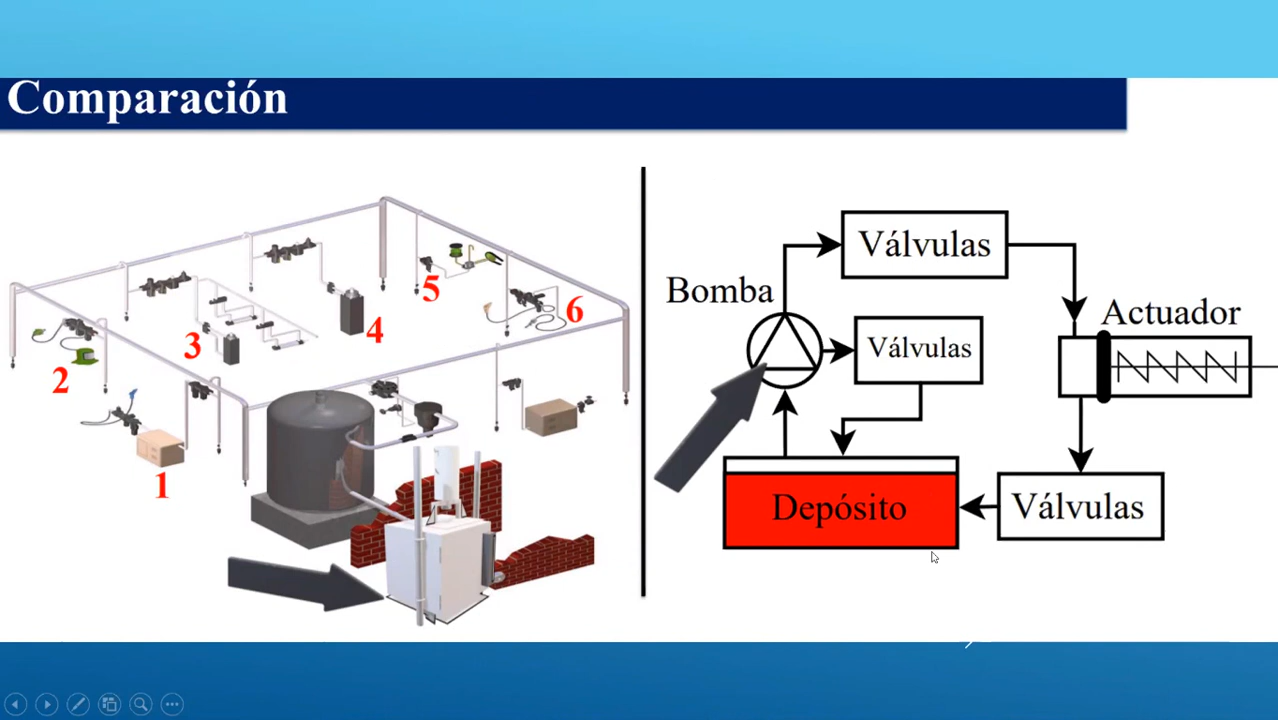 Comparación
1
2
3
4
5
6
Bomba
Válvulas
Válvulas
Actuador
Depósito
Válvulas